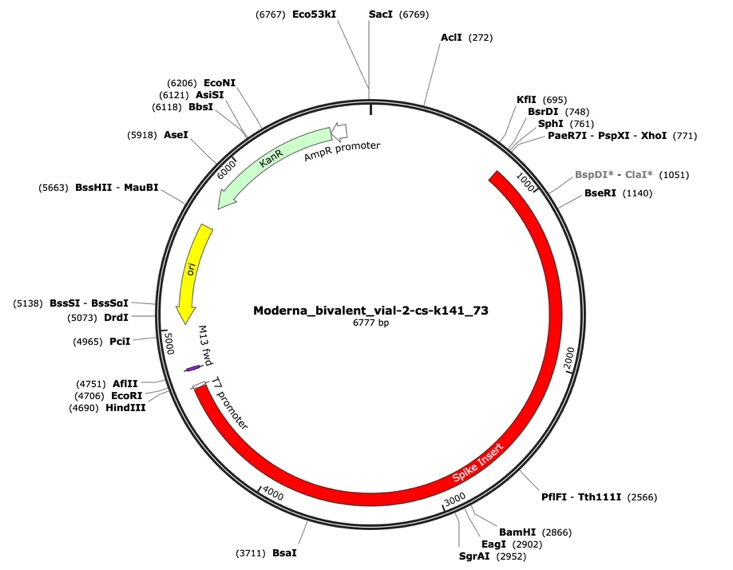 (6767) Eco53kI
SacI (6769)
AclI (272)
(6206) EcoNI
(6121) AsiSI
(6118) BbsI
(5918) AseI
(5663) BssHII - MauBI
KflI (695)
BsrDI (748)
SphI (761)
PaeR7I - PspXI - XhoI (771)
BspDI* - ClaI* (1051)
BseRI (1140)
AmpR promoter
KanR
6000
1000
ori
(5138) BssSI - BssSαI
(5073) DrdI
(4965) PciI
Moderna_bivalent_vial-2-cs-k141_73
6777 bp
5000
M13 fwd
2000
(4751) AflII
(4706) EcoRI
(4690) HindIII
T7 promoter
Spike Insert
4000
3000
PflFI - Tth111I (2566)
BamHI (2866)
EagI (2902)
SgrAI (2952)
(3711) BsaI